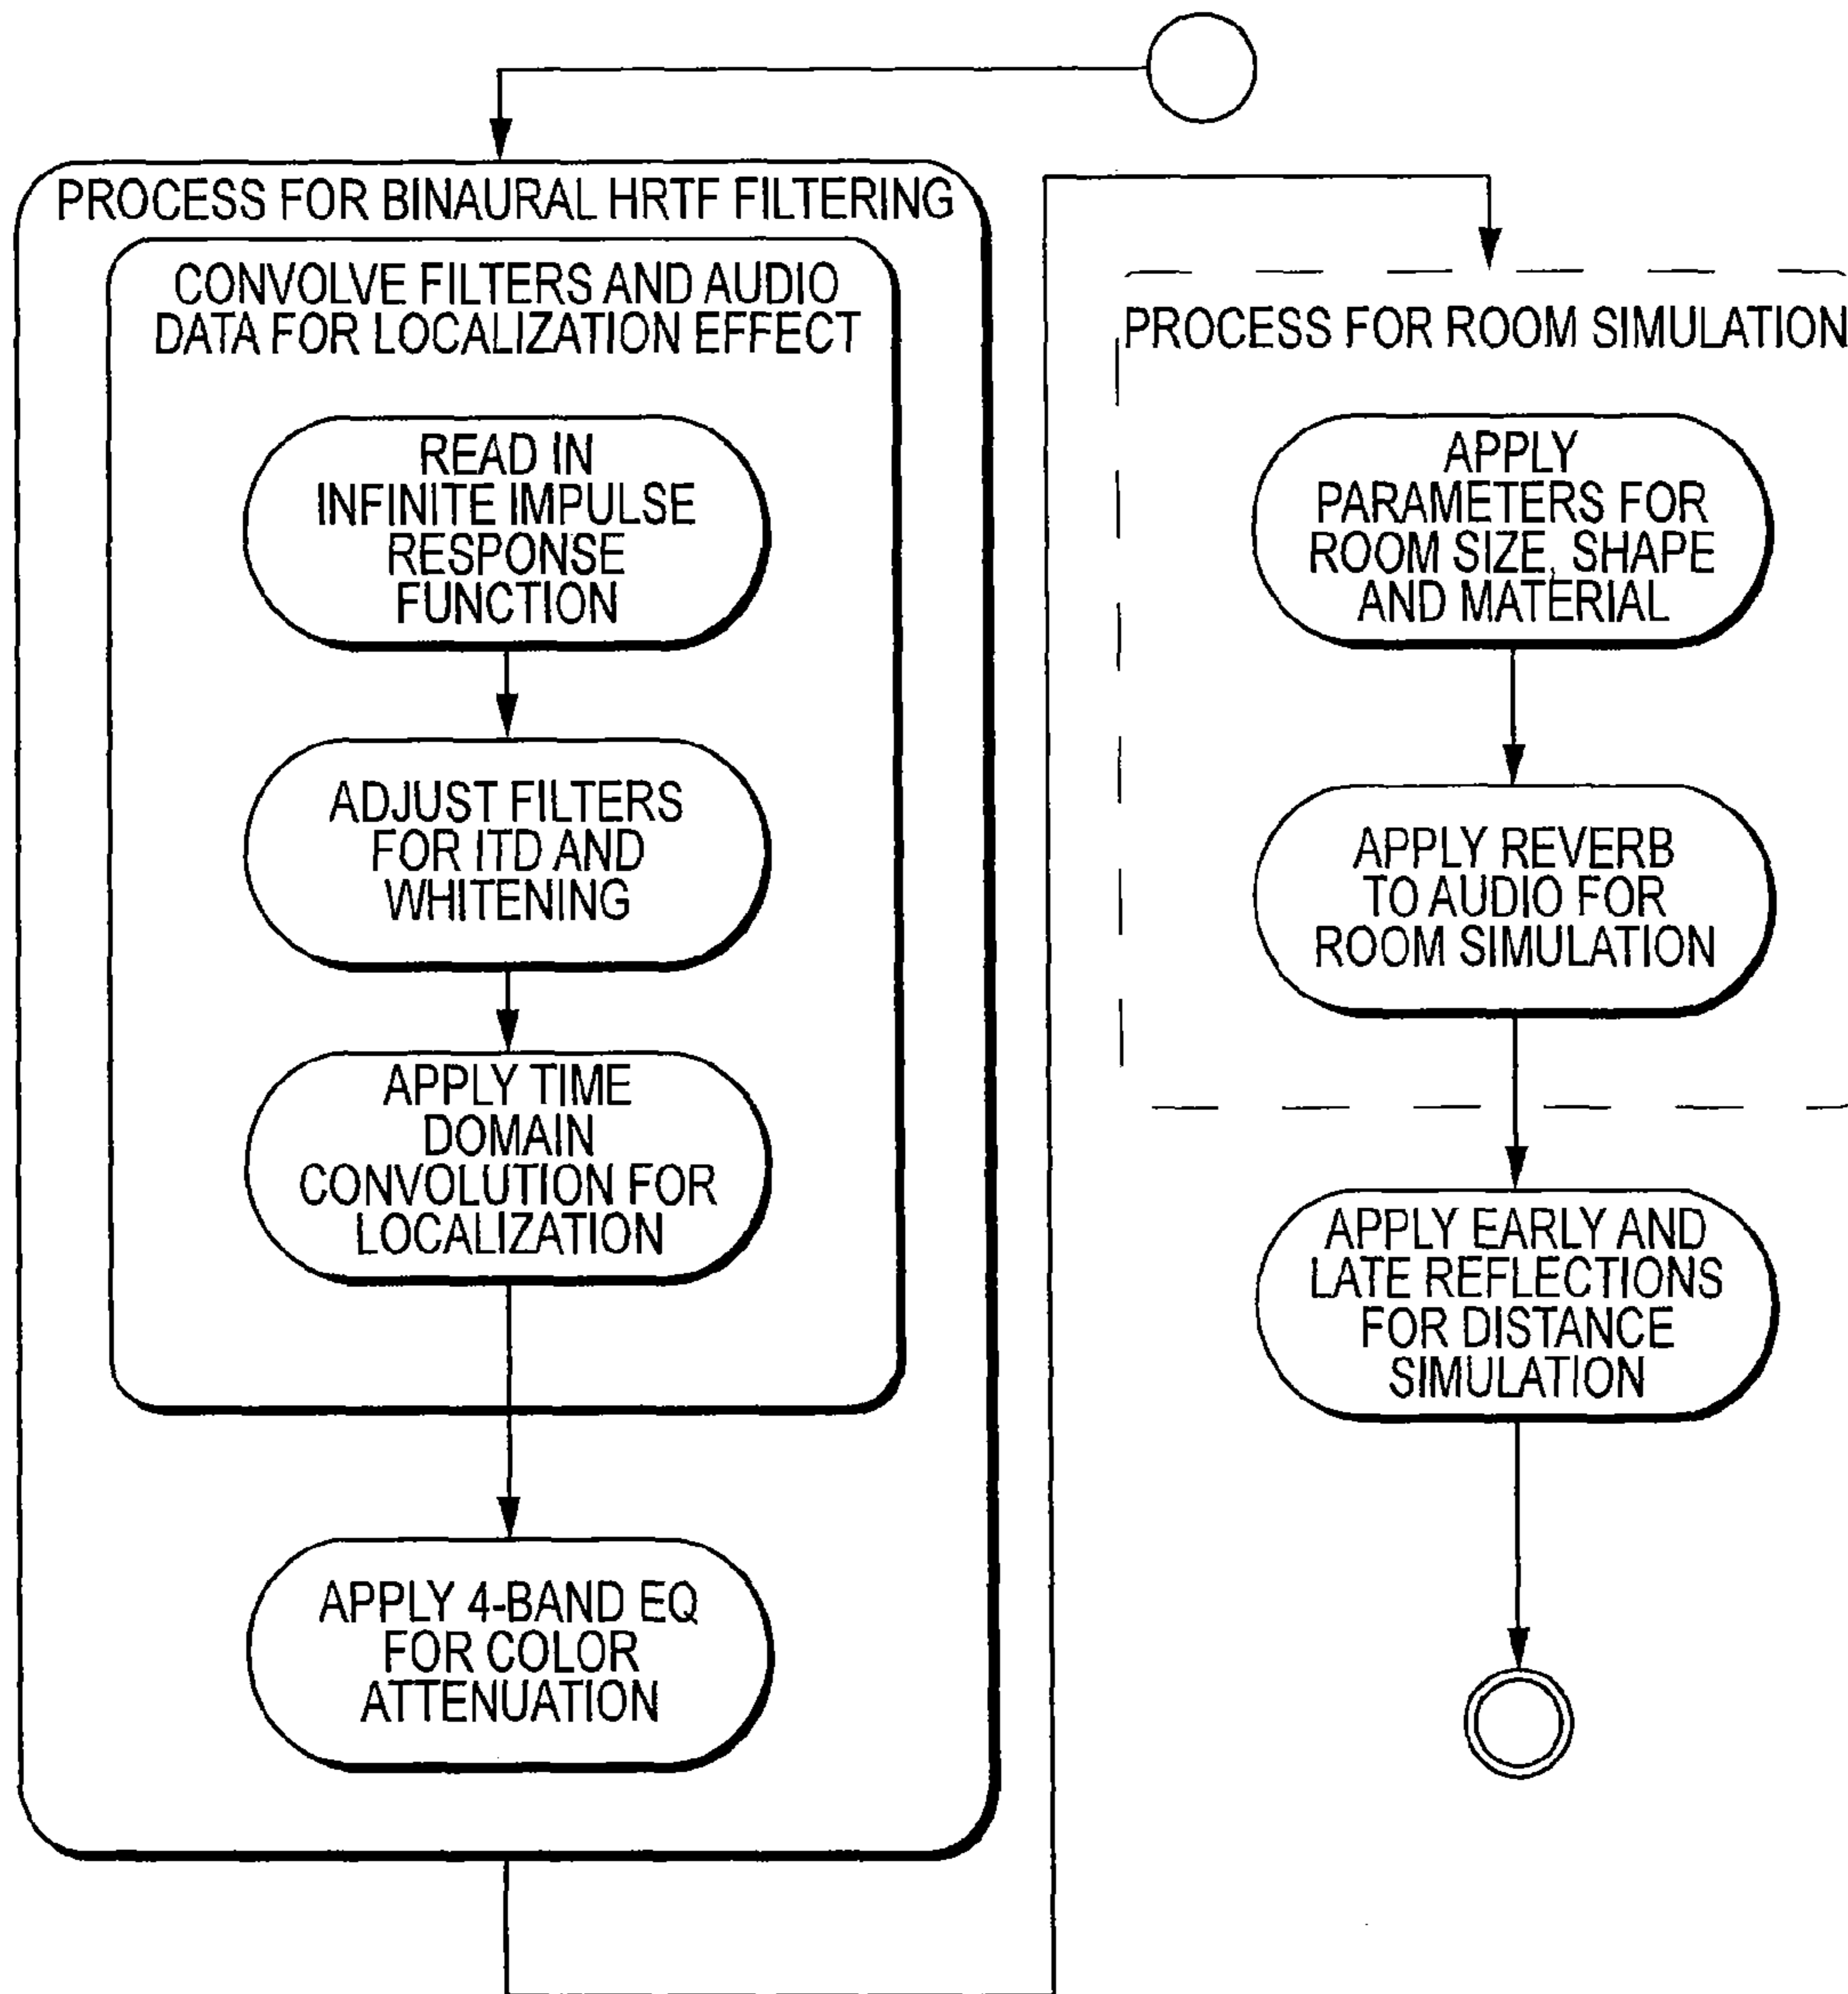 PROCESS FOR BINAURAL HRTF FILTERING
CONVOLVE FILTERS AND AUDIO
DATA FOR LOCALIZATION EFFECT
READ IN
INFINITE IMPULSE
RESPONSE
FUNCTION
ADJUST FILTERS
FOR ITD AND
WHITENING
APPLY TIME
DOMAIN
CONVOLUTION FOR
LOCALIZATION
APPLY 4-BAND EQ
FOR COLOR
ATTENUATION
PROCESS FOR ROOM SIMULATION
APPLY
PARAMETERS FOR
ROOM SIZE, SHAPE
AND MATERIAL
APPLY REVERB
TO AUDIO FOR
ROOM SIMULATION
APPLY EARLY AND
LATE REFLECTIONS
FOR DISTANCE
SIMULATION